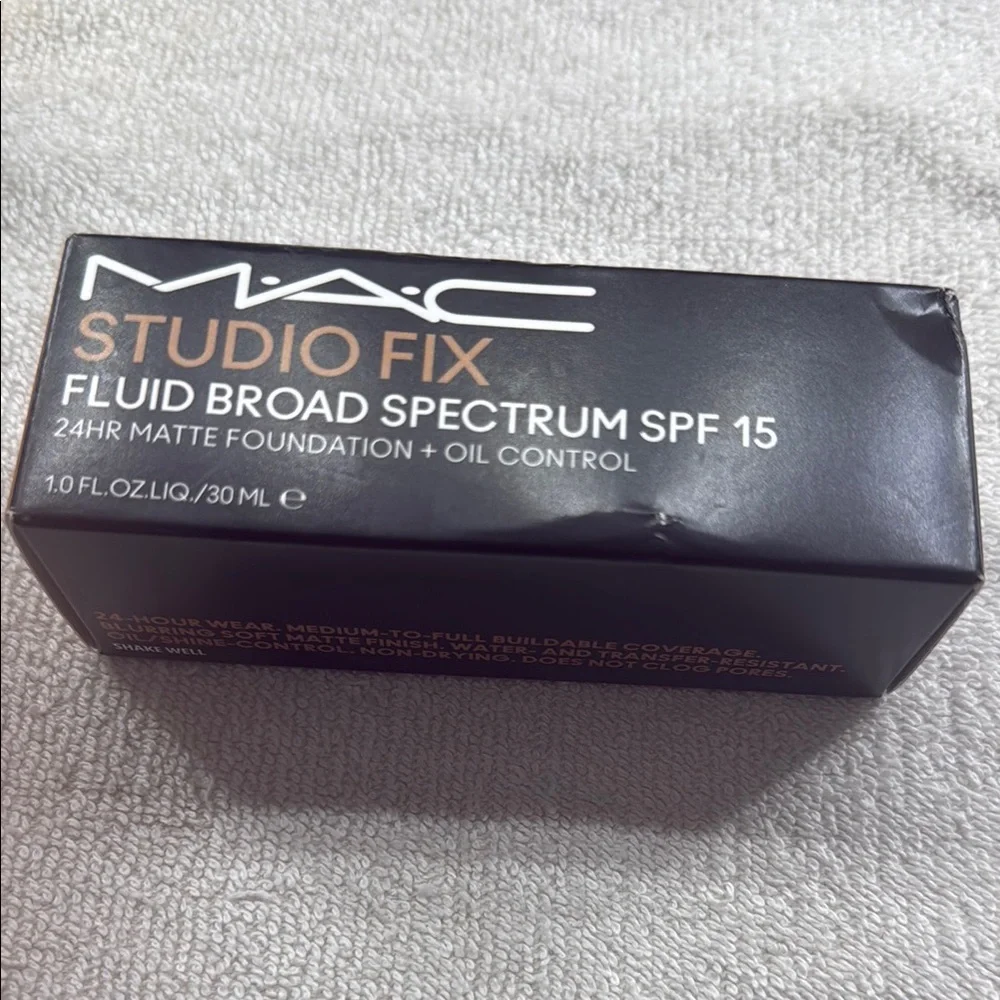 M·A·C
STUDIO FIX
FLUID BROAD SPECTRUM SPF 15
24HR MATTE FOUNDATION + OIL CONTROL
1.0 FL.OZ.LIQ./30 ML ℮
24-HOUR WEAR. MEDIUM-TO-FULL BUILDABLE COVERAGE.
BLURRING SOFT MATTE FINISH. WATER- AND TRANSFER-RESISTANT.
OIL/SHINE-CONTROL, NON-DRYING. DOES NOT CLOG PORES.
SHAKE WELL